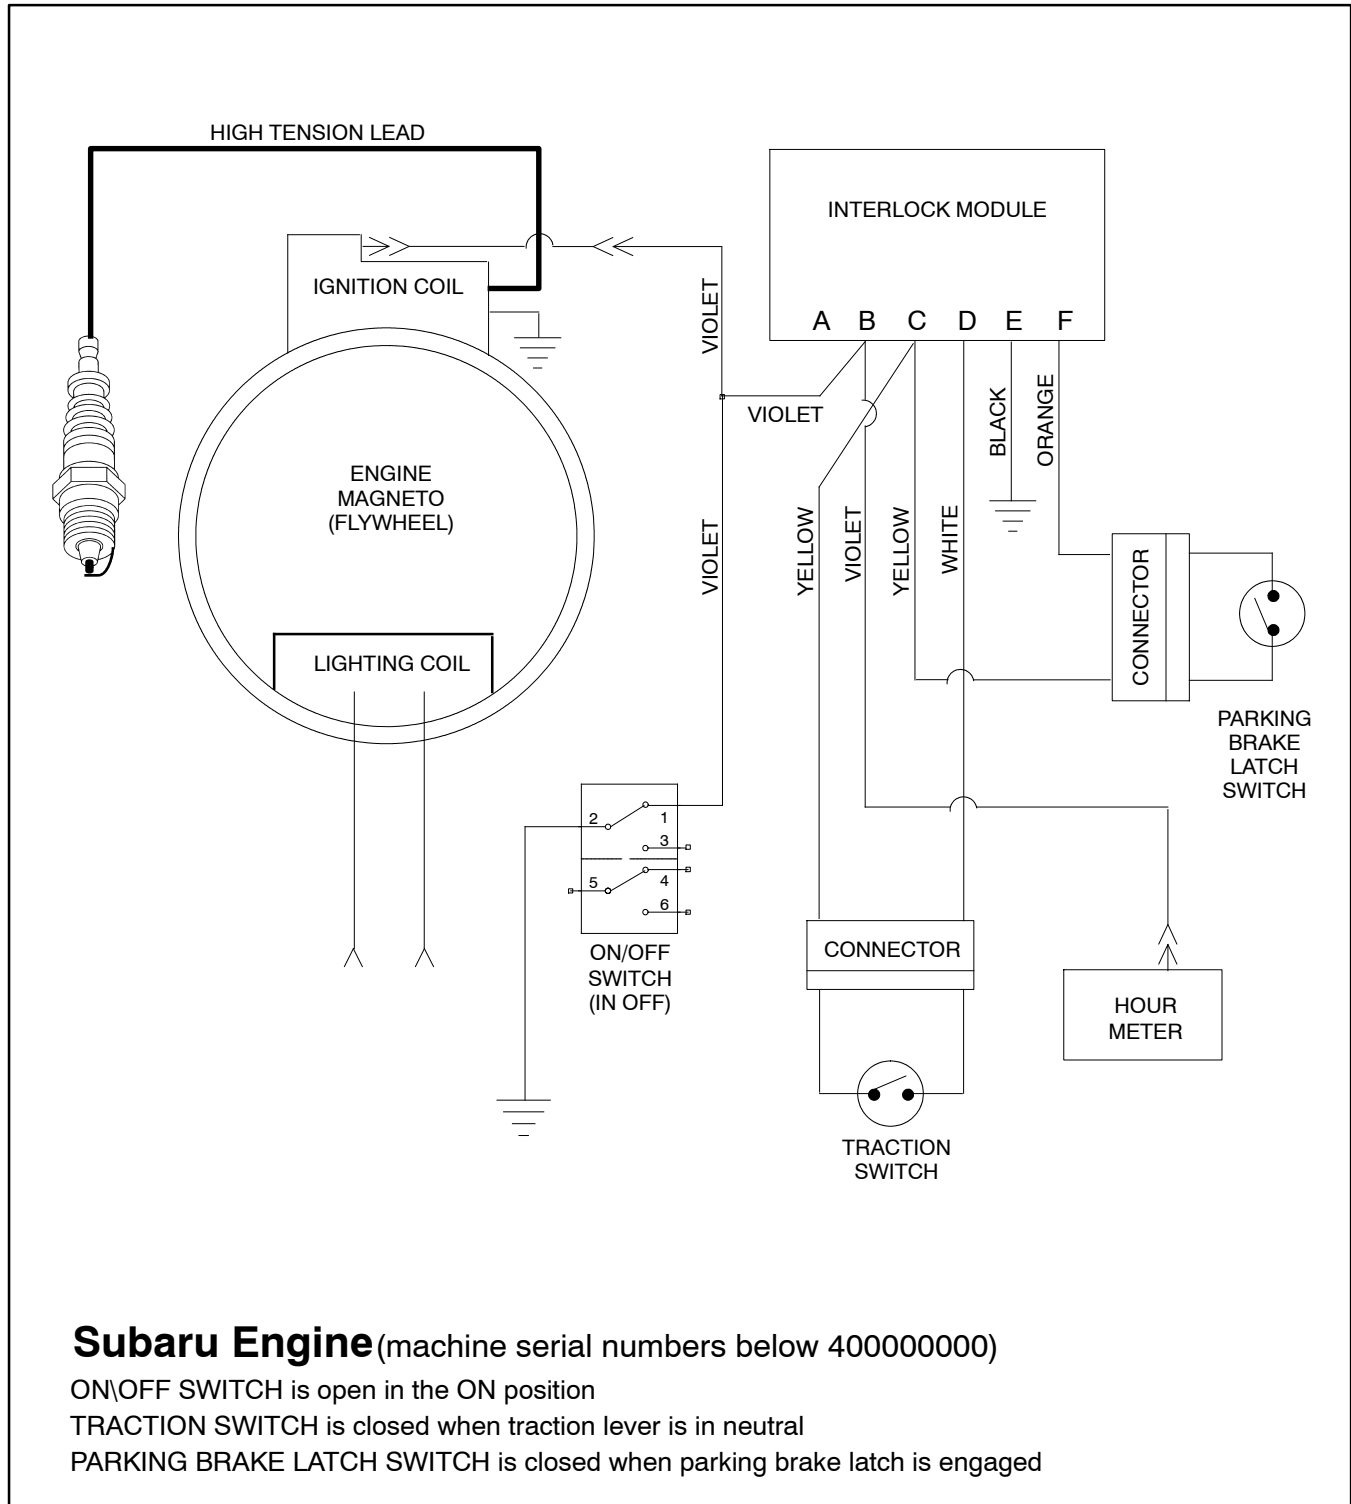 HIGH TENSION LEAD
INTERLOCK MODULE
A B C D E F
IGNITION COIL
VIOLET
VIOLET
BLACK
ORANGE
ENGINE
MAGNETO
(FLYWHEEL)
VIOLET
YELLOW
VIOLET
YELLOW
WHITE
CONNECTOR
LIGHTING COIL
PARKING
BRAKE
LATCH
SWITCH
2
1
3
5
4
6
ON/OFF
SWITCH
(IN OFF)
CONNECTOR
HOUR
METER
TRACTION
SWITCH
Subaru Engine (machine serial numbers below 400000000)
ON\OFF SWITCH is open in the ON position
TRACTION SWITCH is closed when traction lever is in neutral
PARKING BRAKE LATCH SWITCH is closed when parking brake latch is engaged